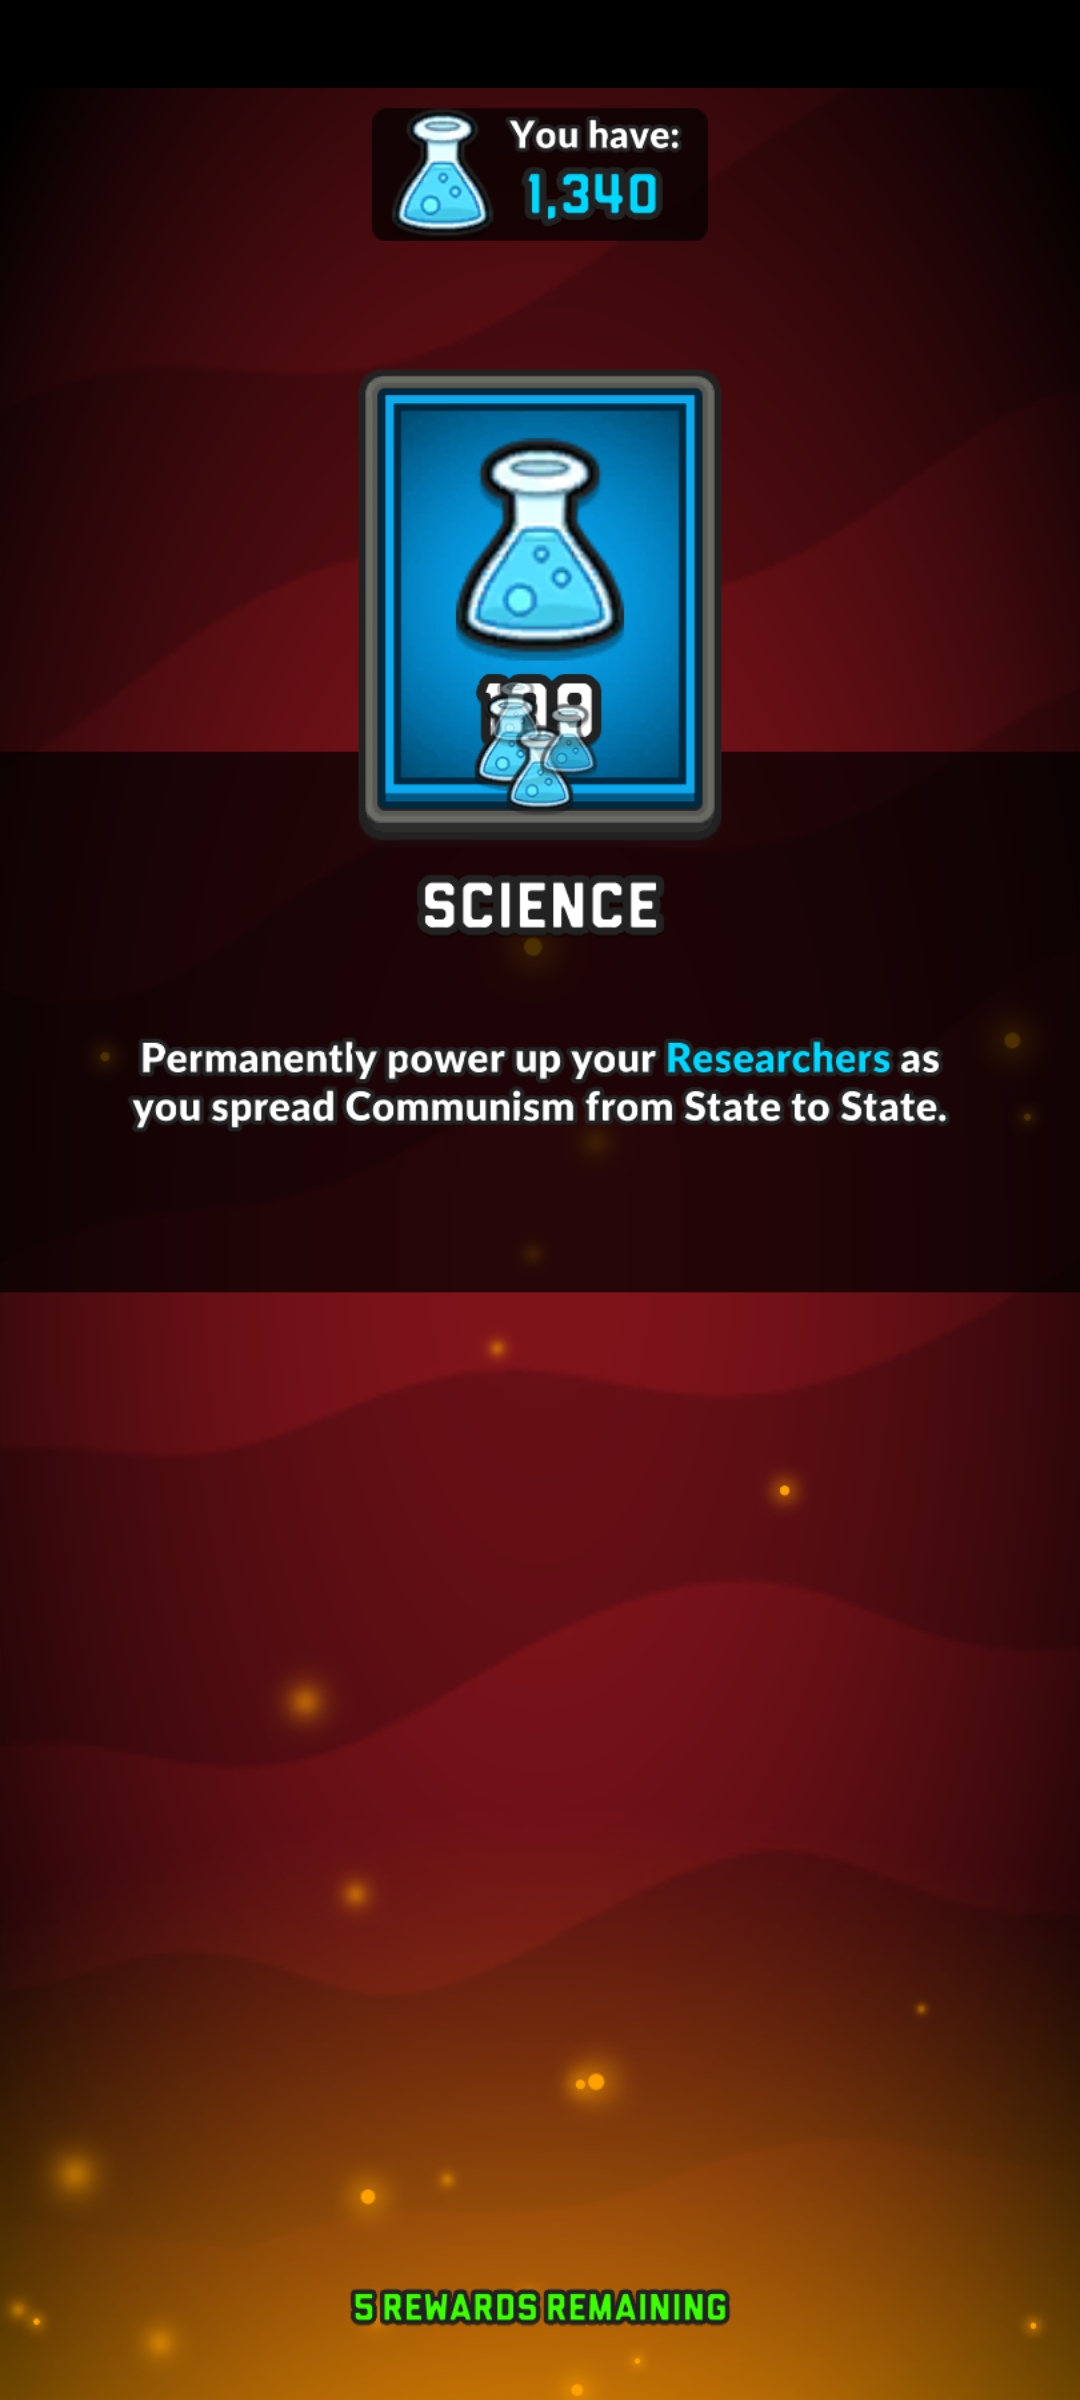 You have:
1,340
SCIENCE
Permanently power up your Researchers as
you spread Communism from State to State.
5 REWARDS REMAINING